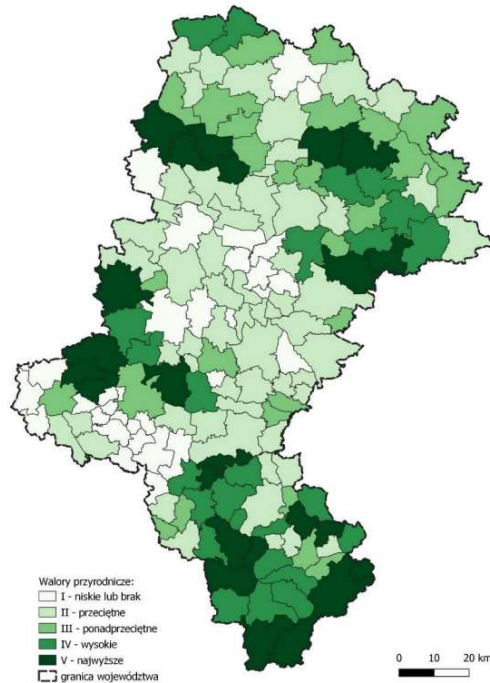 Walory przyrodnicze:
I - niskie lub brak
II - przeciętne
III - ponadprzeciętne
IV - wysokie
V - najwyższe
granica województwa
0 10 20 km